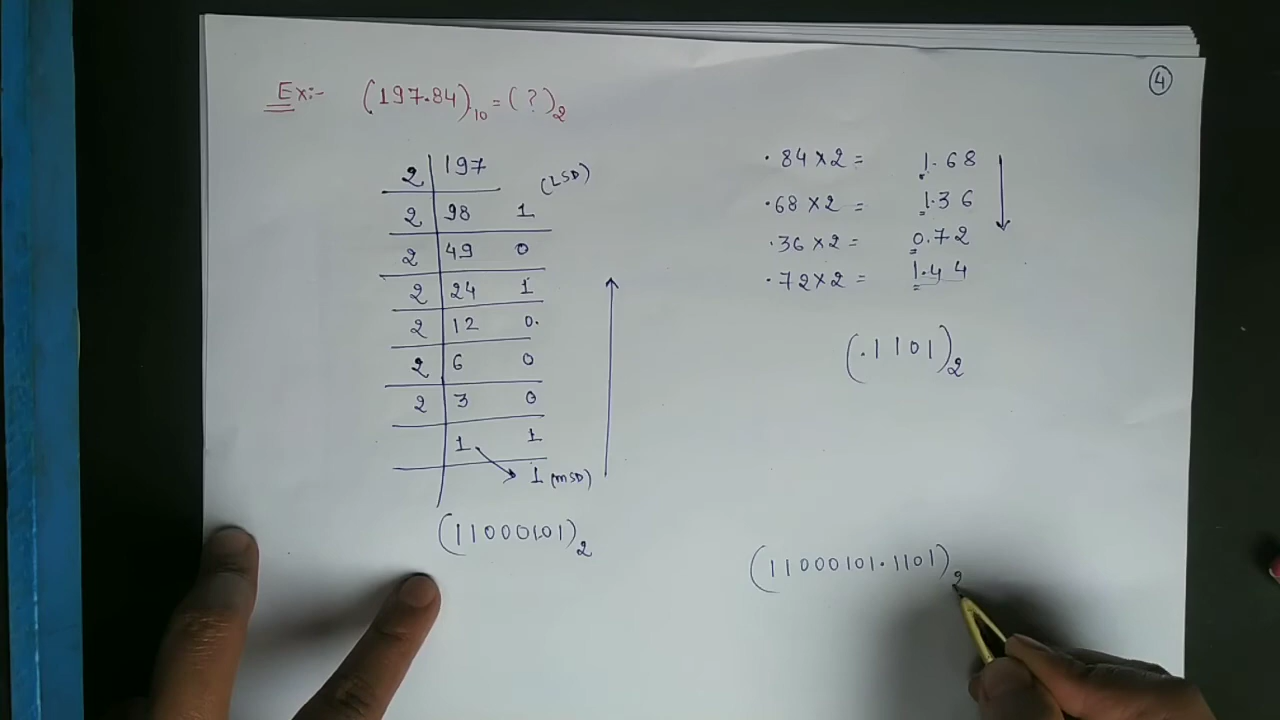 4
Ex:- (197.84)10 = (?)2
2 197
2 98 1 (LSD)
2 49 0
2 24 1
2 12 0.
2 6 0
2 3 0
1 1
1 (MSD)
(11000101)2
.84×2= 1.68
.68×2 = 1.36
.36×2= 0.72
.72×2 = 1.44
(.1101)2
(11000101.1101)2